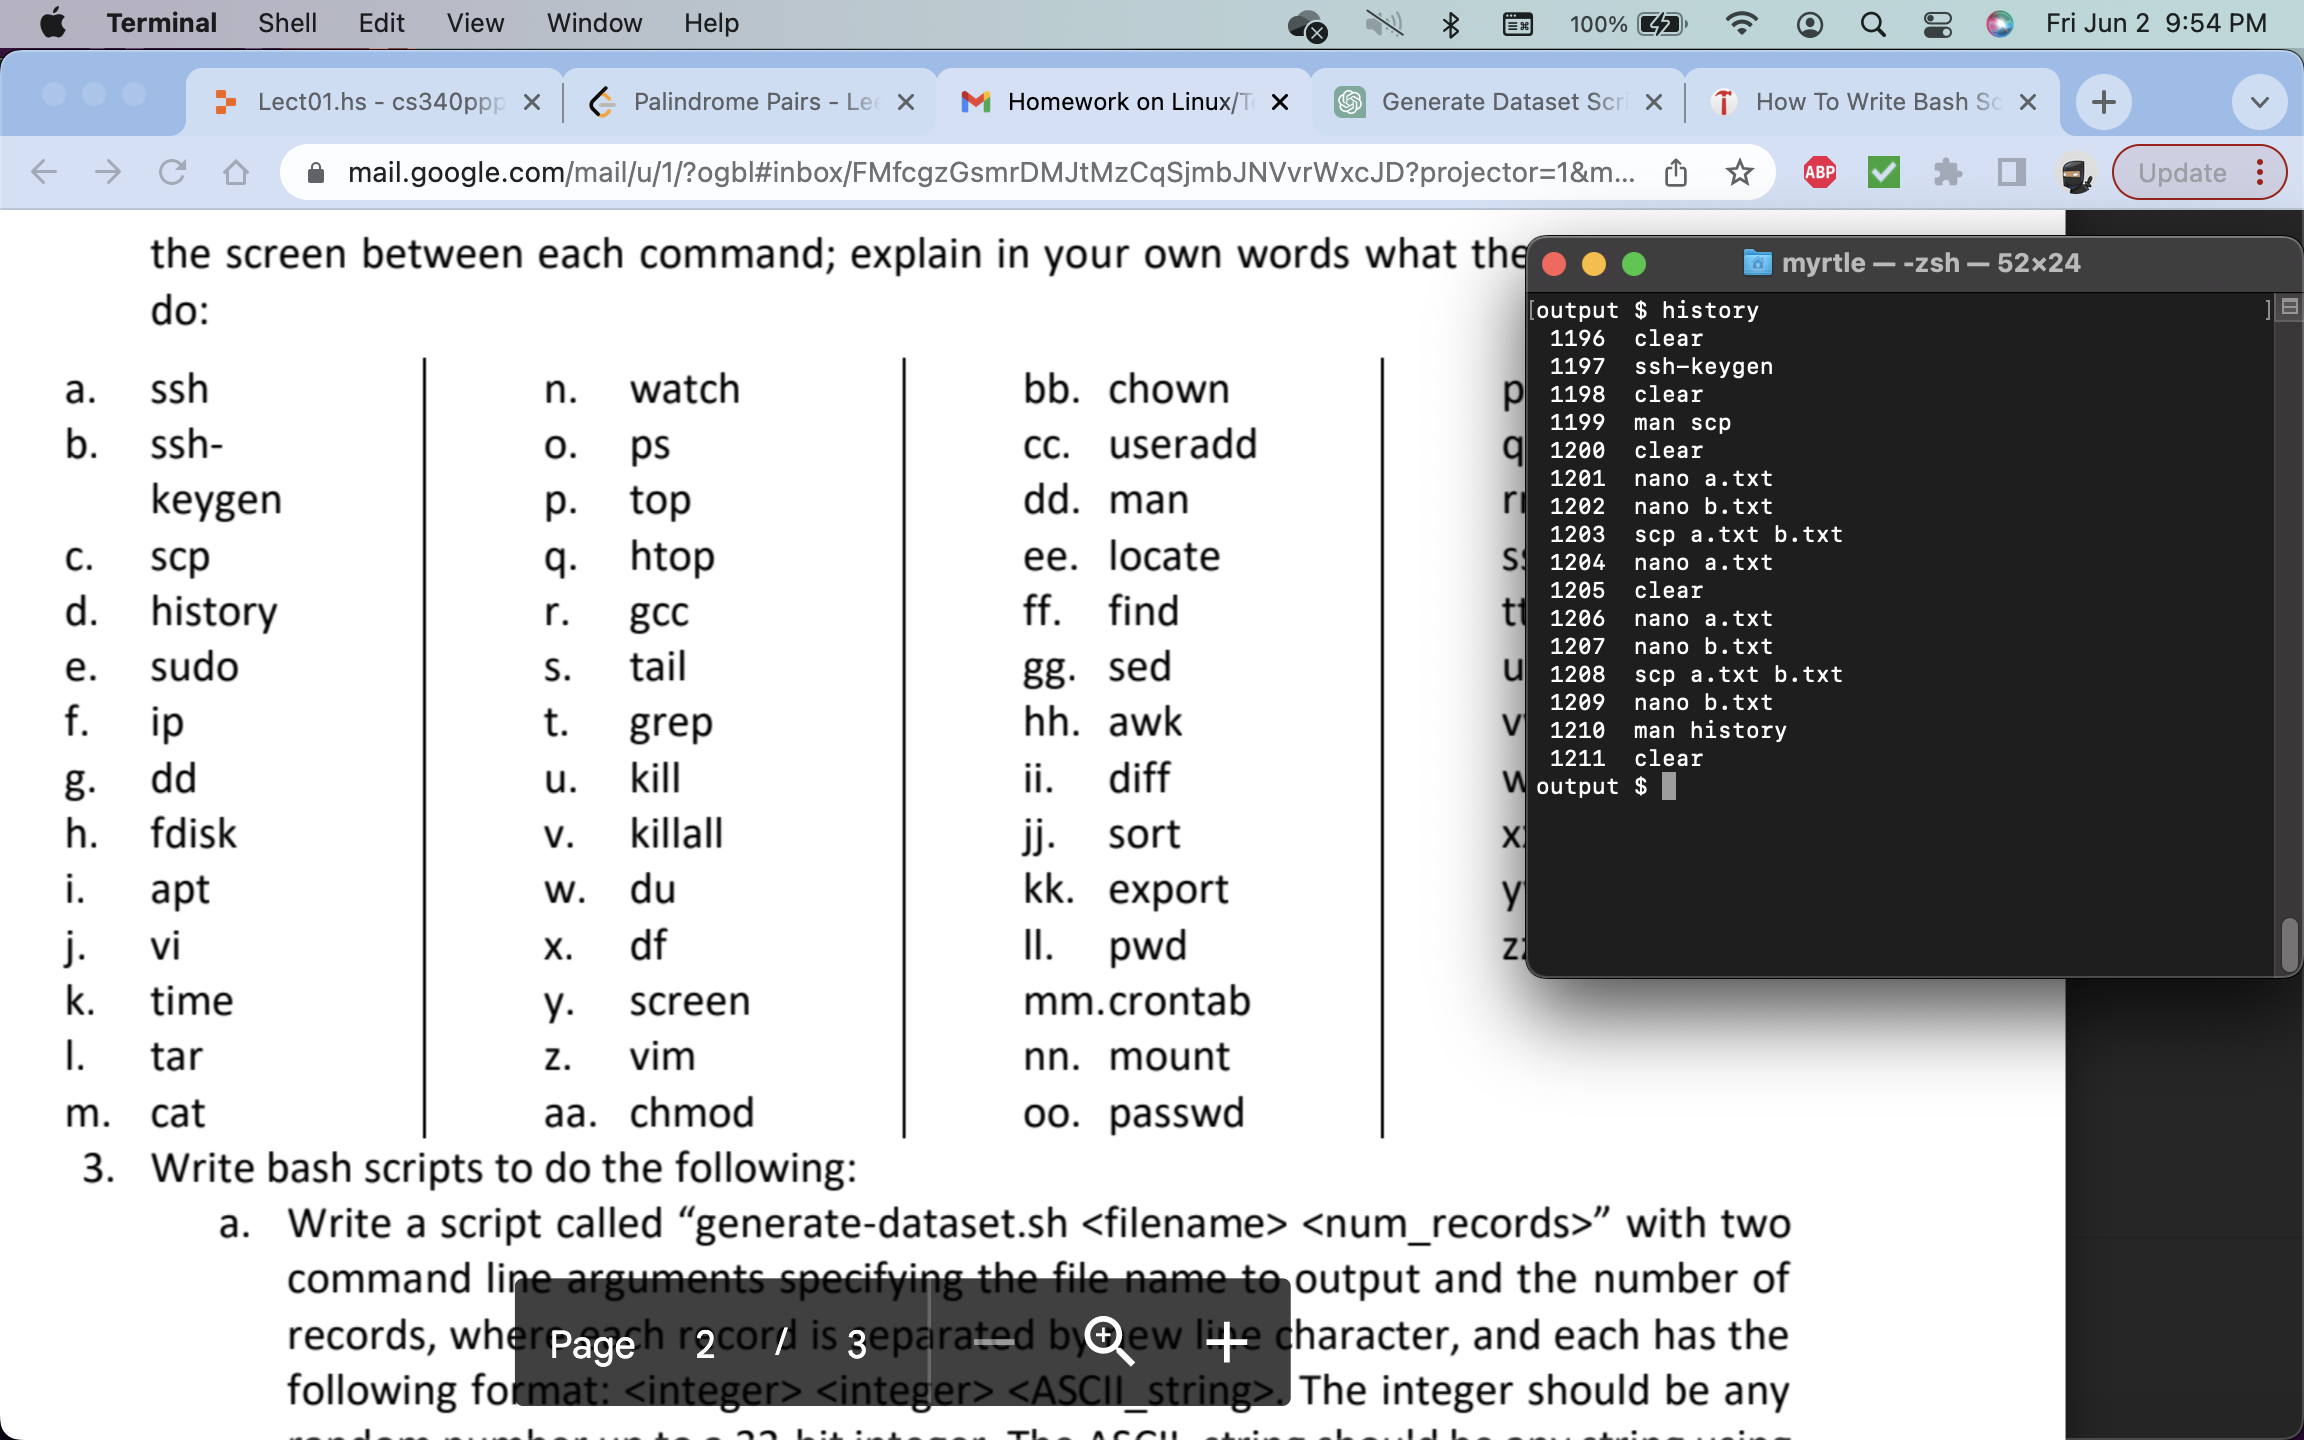 Terminal Shell Edit View Window Help 100% Fri Jun 2 9:54 PM
Lect01.hs - cs340ppp Palindrome Pairs - Lee Homework on Linux/Te Generate Dataset Scri How To Write Bash Sc
mail.google.com/mail/u/1/?ogbl#inbox/FMfcgzGsmrDMJtMzCqSjmbJNVvrWxcJD?projector=1&m... ABP Update
the screen between each command; explain in your own words what the
do:
a. ssh
b. ssh-
keygen
c. scp
d. history
e. sudo
f. ip
g. dd
h. fdisk
i. apt
j. vi
k. time
l. tar
m. cat
n. watch
o. ps
p. top
q. htop
r. gcc
s. tail
t. grep
u. kill
v. killall
w. du
x. df
y. screen
z. vim
aa. chmod
bb. chown
cc. useradd
dd. man
ee. locate
ff. find
gg. sed
hh. awk
ii. diff
jj. sort
kk. export
ll. pwd
mm. crontab
nn. mount
oo. passwd
myrtle — -zsh — 52×24
[output $ history ]
1196 clear
1197 ssh-keygen
1198 clear
1199 man scp
1200 clear
1201 nano a.txt
1202 nano b.txt
1203 scp a.txt b.txt
1204 nano a.txt
1205 clear
1206 nano a.txt
1207 nano b.txt
1208 scp a.txt b.txt
1209 nano b.txt
1210 man history
1211 clear
output $
3. Write bash scripts to do the following:
a. Write a script called “generate-dataset.sh <filename> <num_records>” with two
command line arguments specifying the file name to output and the number of
records, where each record is separated by new line character, and each has the
following format: <integer> <integer> <ASCII_string>. The integer should be any
Page 2 / 3